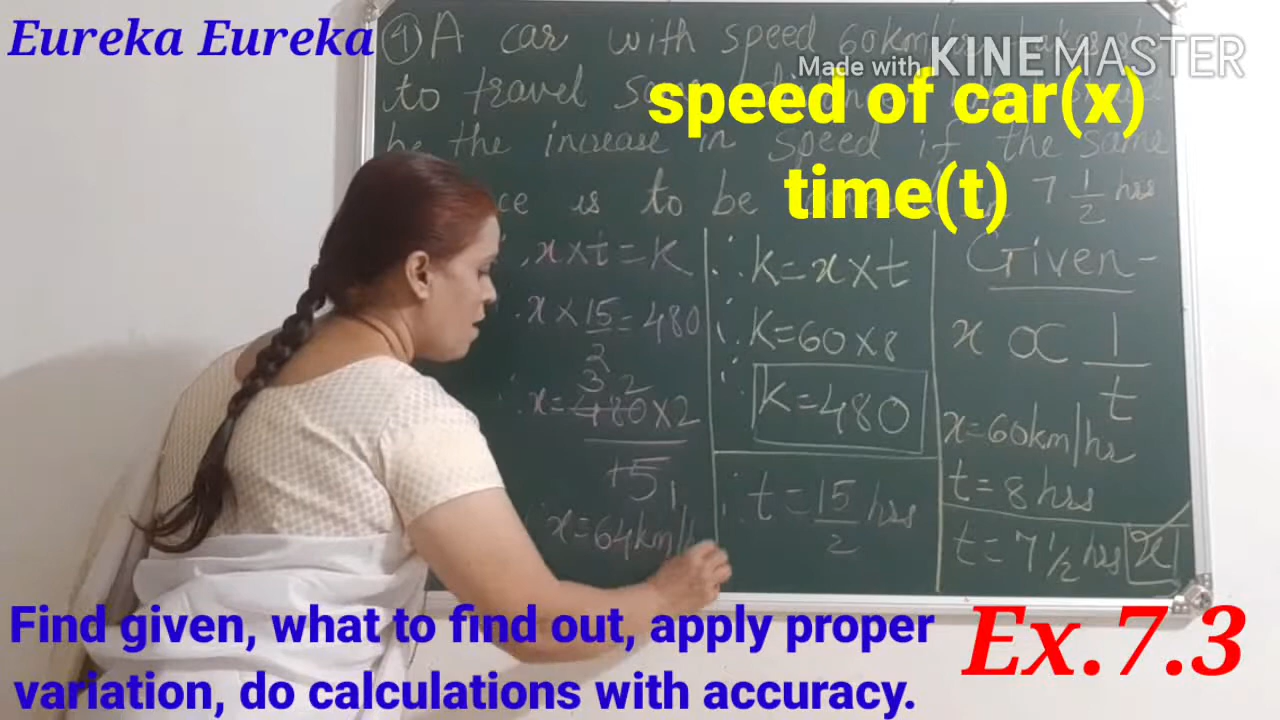 Eureka Eureka
Made with KINEMASTER
④ A car with speed 60km/hr
to travel
speed of car(x)
be the increase in speed if the same
time(t)
is to be 7 1/2 hrs
∴ x×t=K
∴ x × 15/2 = 480
∴ x = 480×2
15
∴ x=64km/h
∴ K=x×t
∴ K=60×8
∴ K=480
∴ t=15/2 hrs
Given-
x ∝ 1/t
x=60km/hr
t=8 hrs
t=7 1/2 hrs x
Find given, what to find out, apply proper
variation, do calculations with accuracy.
Ex.7.3